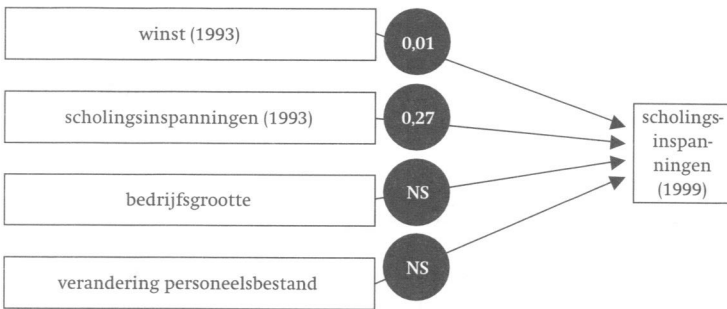 winst (1993)
0,01
scholingsinspanningen (1993)
0,27
bedrijfsgrootte
NS
verandering personeelsbestand
NS
scholings-
inspan-
ningen
(1999)